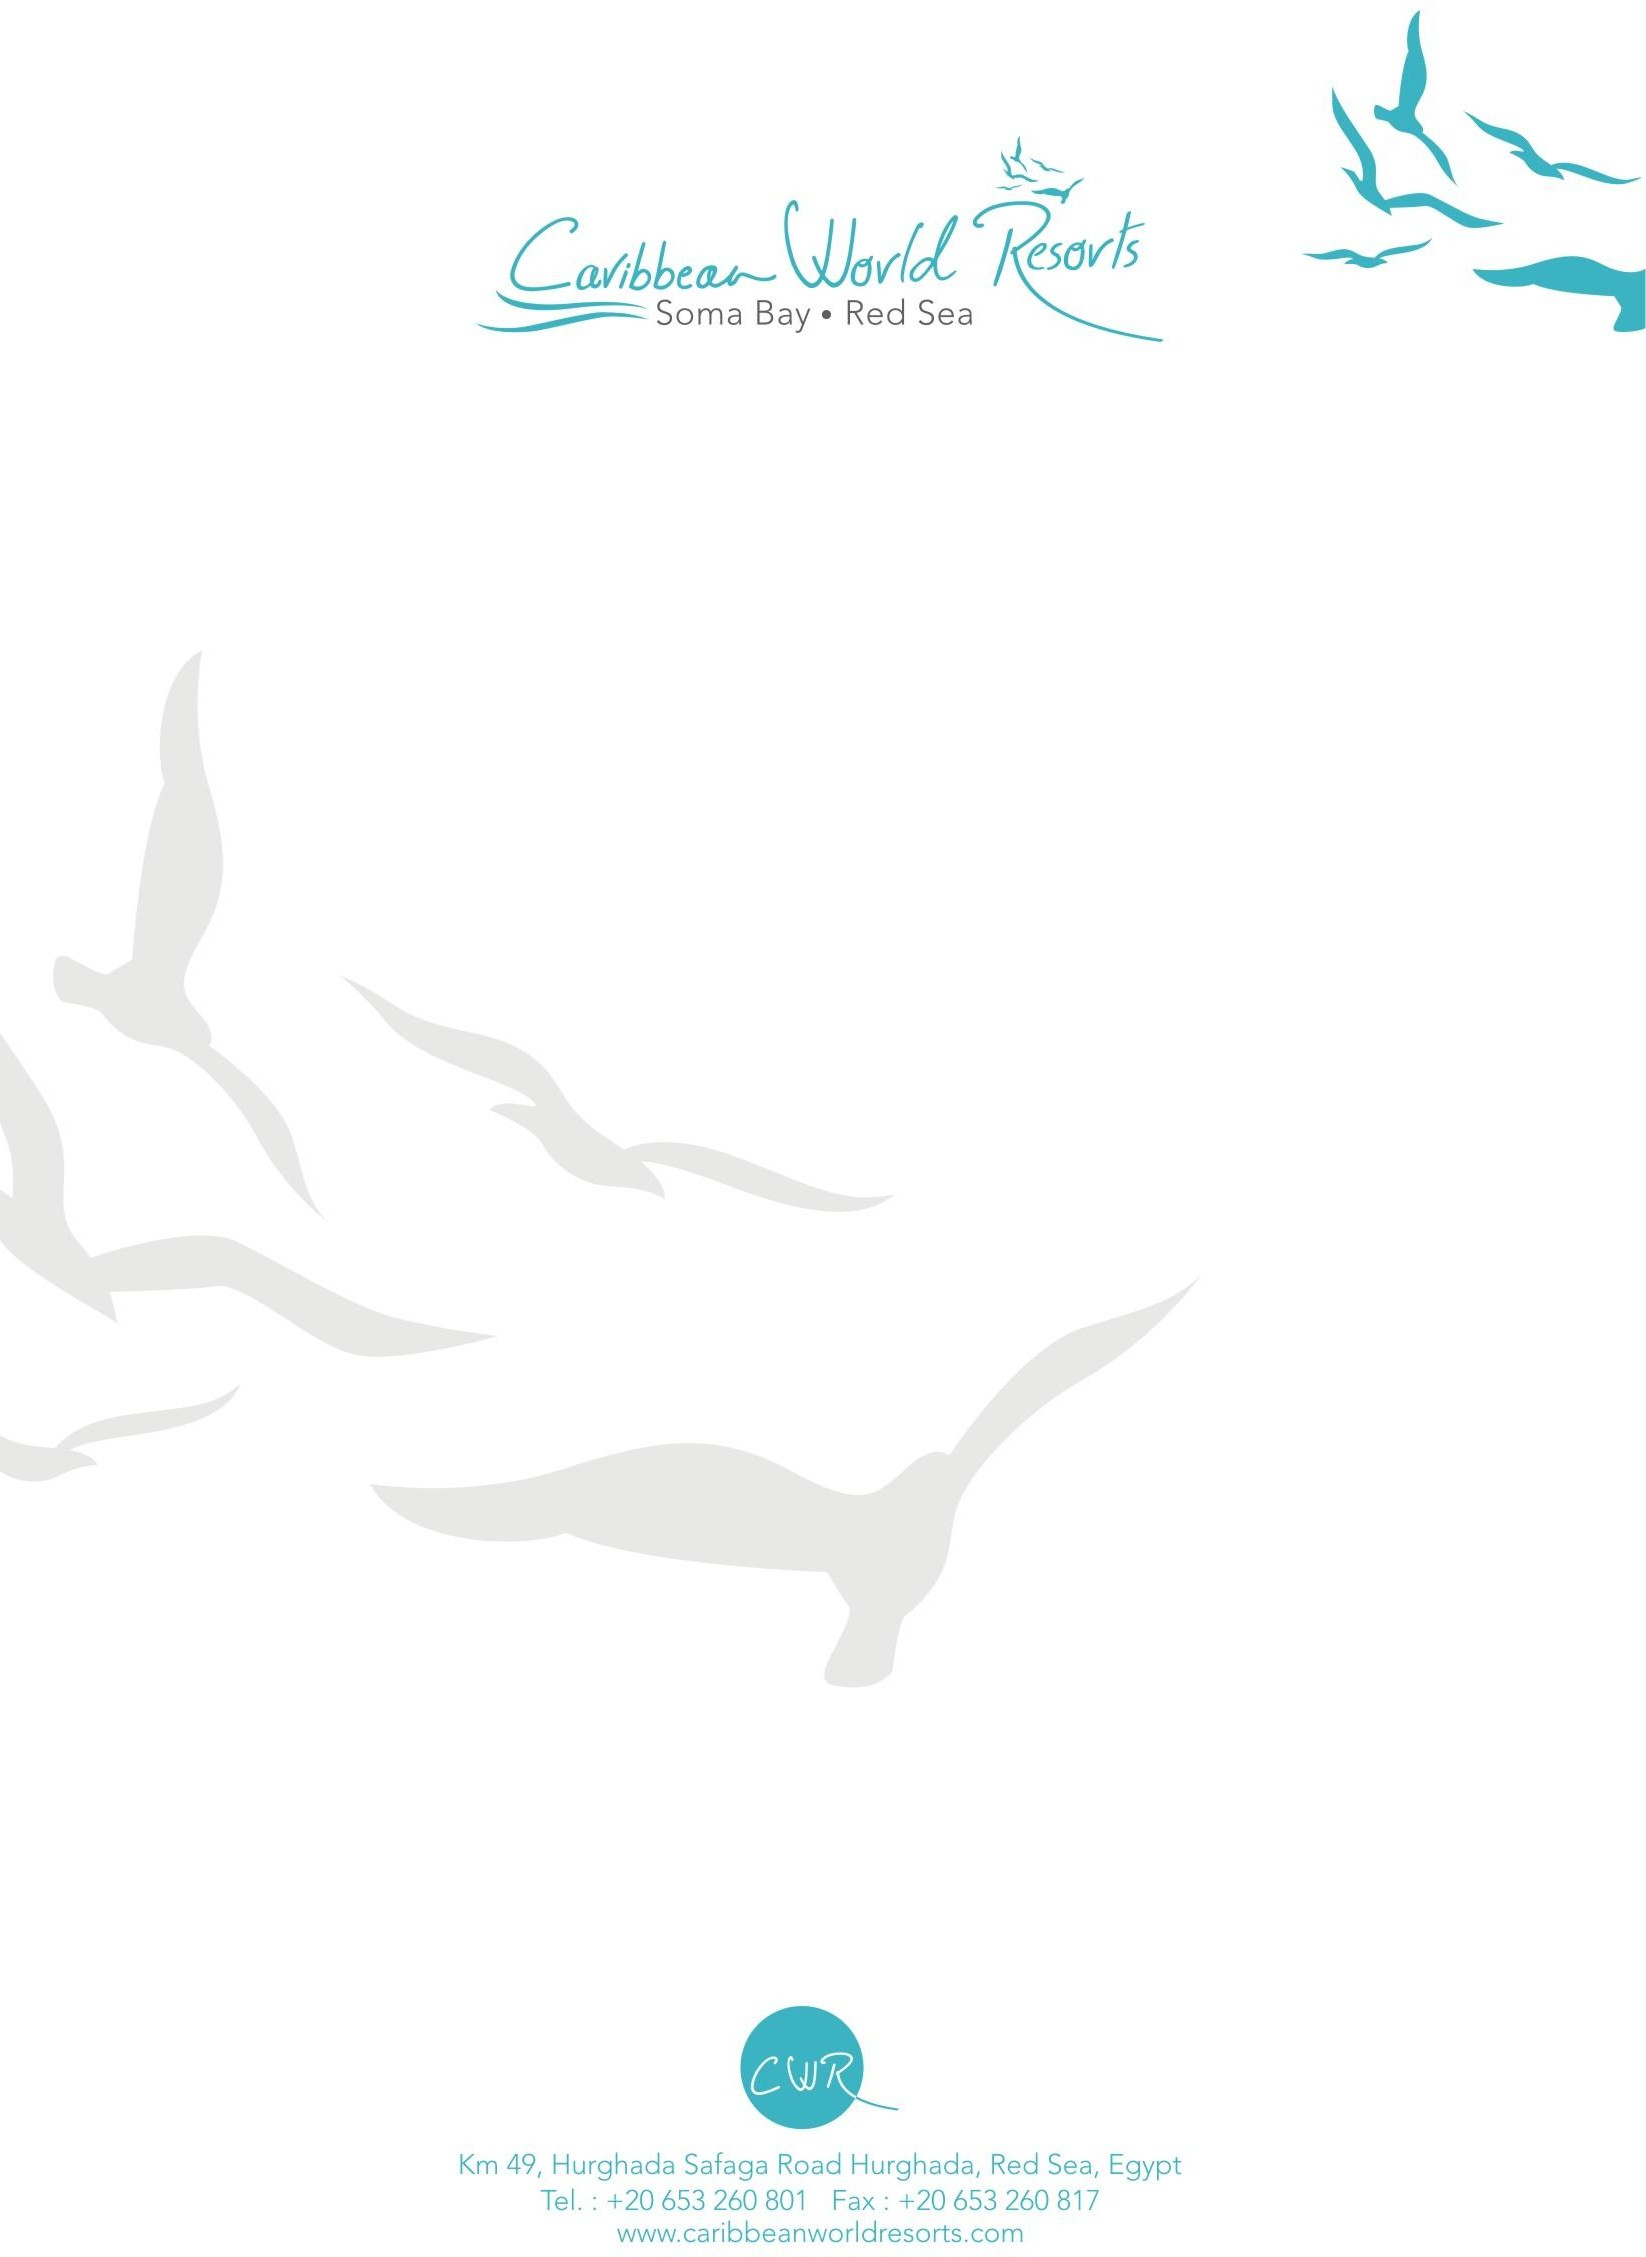 Caribbean World Resorts
Soma Bay • Red Sea
CWR
Km 49, Hurghada Safaga Road Hurghada, Red Sea, Egypt
Tel. : +20 653 260 801 Fax : +20 653 260 817
www.caribbeanworldresorts.com